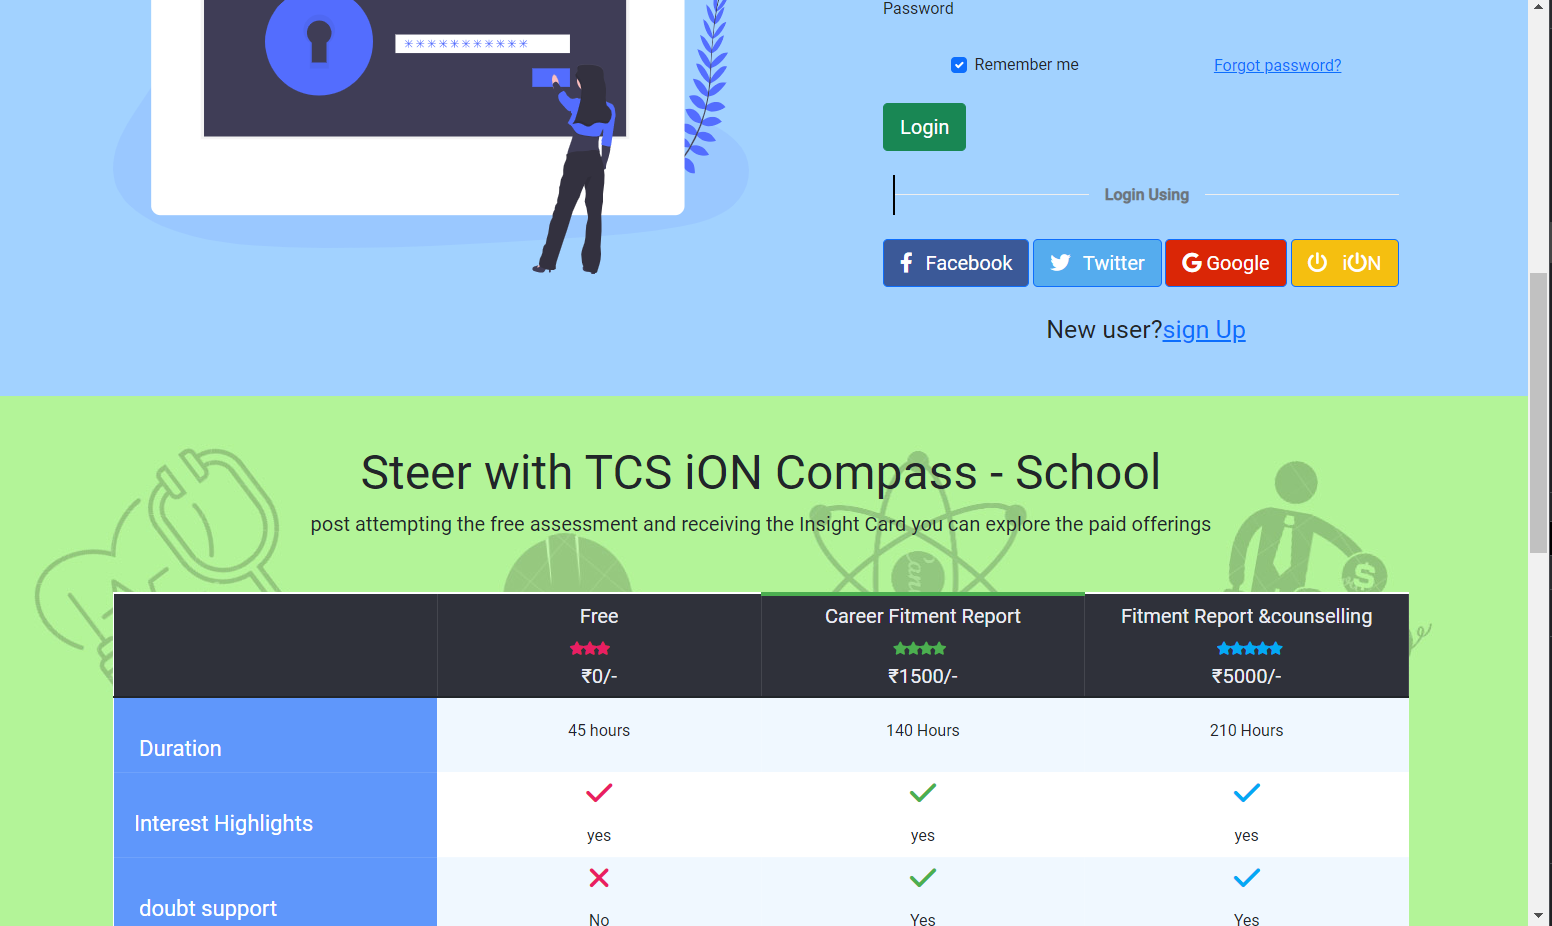 Password
***********
Remember me
Forgot password?
Login
Login Using
Facebook
Twitter
Google
iON
New user?sign Up
Steer with TCS iON Compass - School
post attempting the free assessment and receiving the Insight Card you can explore the paid offerings
Free
Career Fitment Report
Fitment Report &counselling
₹0/-
₹1500/-
₹5000/-
Duration
45 hours
140 Hours
210 Hours
Interest Highlights
yes
yes
yes
doubt support
No
Yes
Yes